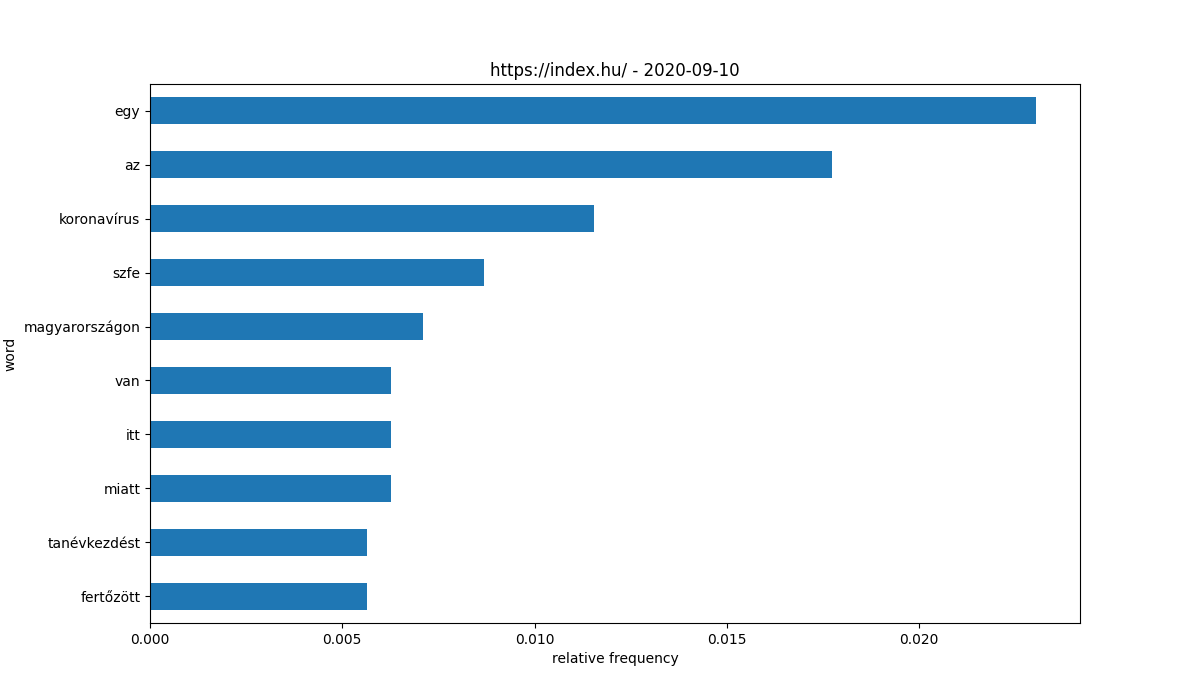 https://index.hu/ - 2020-09-10
egy
az
koronavírus
szfe
magyarországon
van
itt
miatt
tanévkezdést
fertőzött
word
0.000 0.005 0.010 0.015 0.020
relative frequency